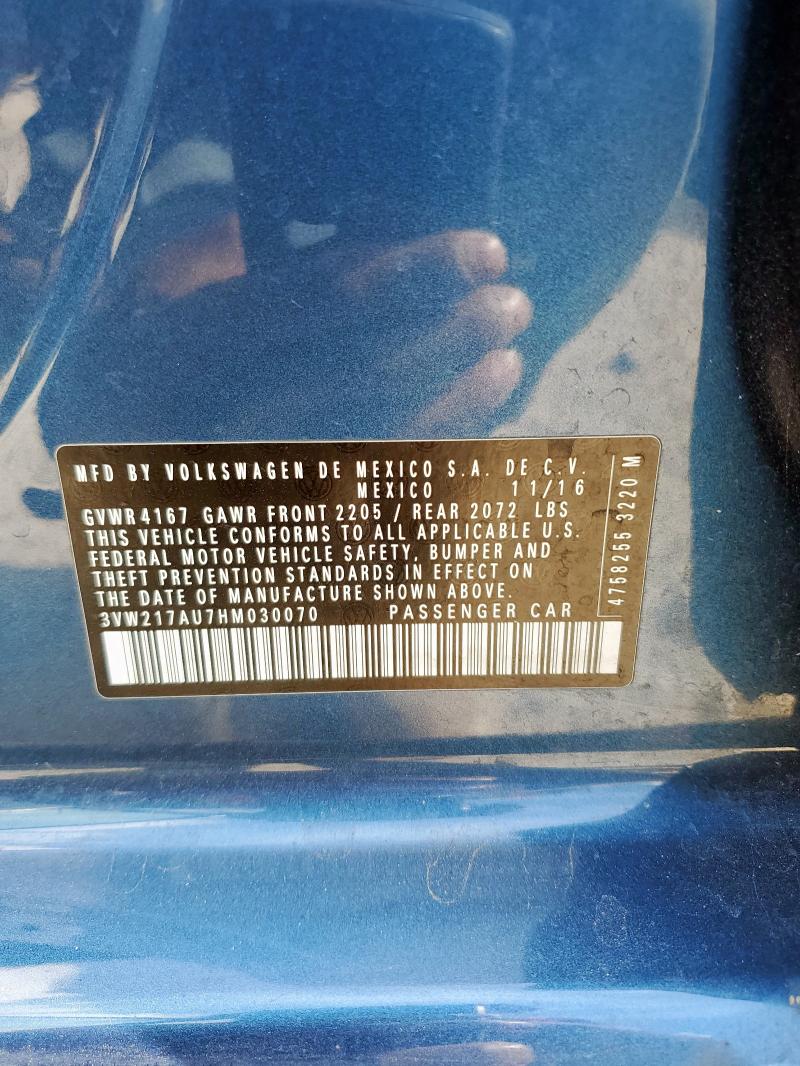 MFD BY VOLKSWAGEN DE MEXICO S.A. DE C.V.
MEXICO 11/16
GVWR 4167 GAWR FRONT 2205 / REAR 2072 LBS
THIS VEHICLE CONFORMS TO ALL APPLICABLE U.S.
FEDERAL MOTOR VEHICLE SAFETY, BUMPER AND
THEFT PREVENTION STANDARDS IN EFFECT ON
THE DATE OF MANUFACTURE SHOWN ABOVE.
3VW217AU7HM030070 PASSENGER CAR
4758255 3220 M